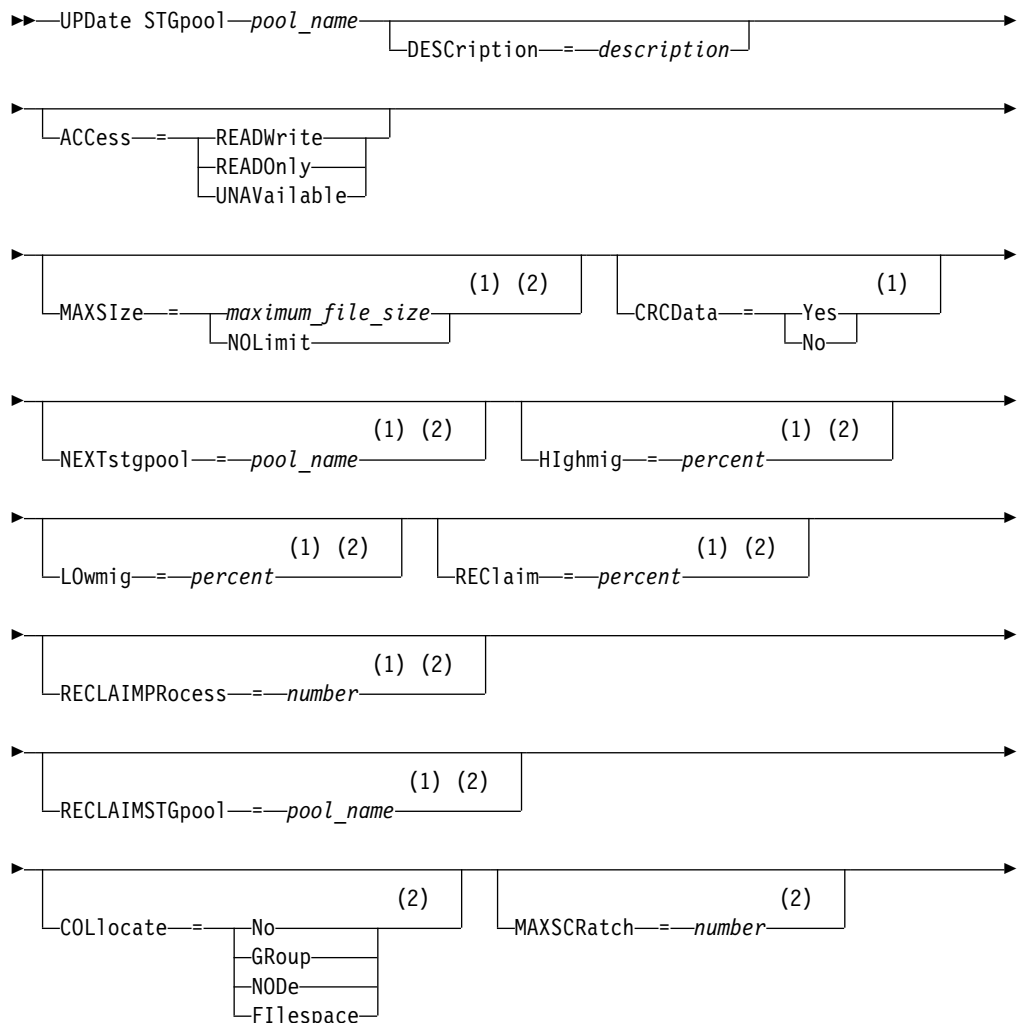 UPDate STGpool pool_name
DESCription = description
ACCess = READWrite
READOnly
UNAVailable
(1) (2) (1)
MAXSIze = maximum_file_size CRCData = Yes
NOLimit No
(1) (2) (1) (2)
NEXTstgpool = pool_name HIghmig = percent
(1) (2) (1) (2)
LOwmig = percent REClaim = percent
(1) (2)
RECLAIMPRocess = number
(1) (2)
RECLAIMSTGpool = pool_name
(2) (2)
COLlocate = No MAXSCRatch = number
GRoup
NODe
FIlespace